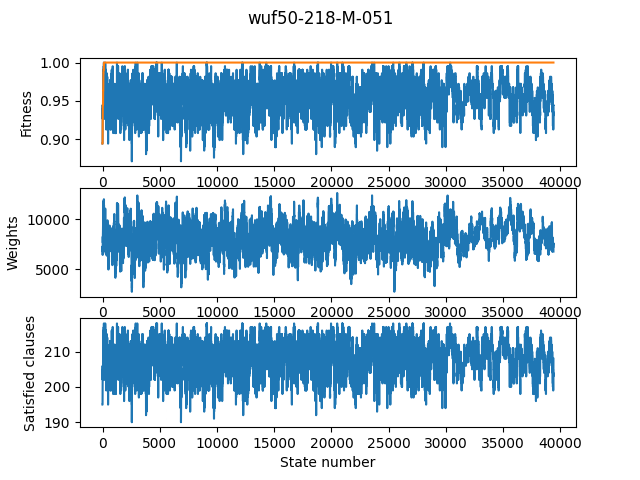 wuf50-218-M-051
1.00
0.95
0.90
Fitness
0 5000 10000 15000 20000 25000 30000 35000 40000
10000
5000
Weights
0 5000 10000 15000 20000 25000 30000 35000 40000
210
200
190
Satisfied clauses
0 5000 10000 15000 20000 25000 30000 35000 40000
State number